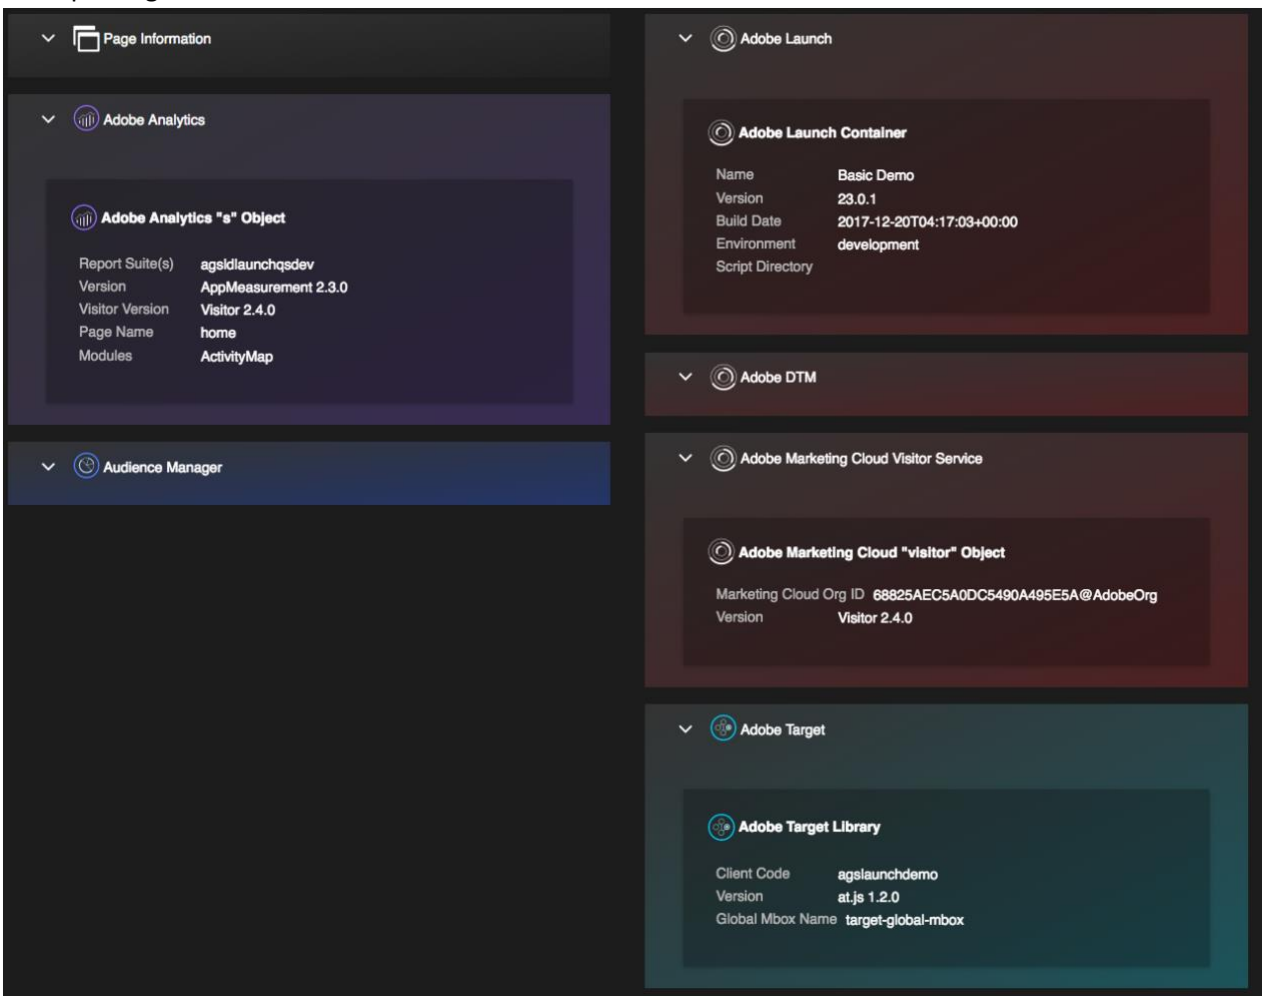 Page Information
Adobe Analytics
Adobe Analytics "s" Object
Report Suite(s) agsldlaunchqsdev
Version AppMeasurement 2.3.0
Visitor Version Visitor 2.4.0
Page Name home
Modules ActivityMap
Audience Manager
Adobe Launch
Adobe Launch Container
Name Basic Demo
Version 23.0.1
Build Date 2017-12-20T04:17:03+00:00
Environment development
Script Directory
Adobe DTM
Adobe Marketing Cloud Visitor Service
Adobe Marketing Cloud "visitor" Object
Marketing Cloud Org ID 68825AEC5A0DC5490A495E5A@AdobeOrg
Version Visitor 2.4.0
Adobe Target
Adobe Target Library
Client Code agslaunchdemo
Version at.js 1.2.0
Global Mbox Name target-global-mbox